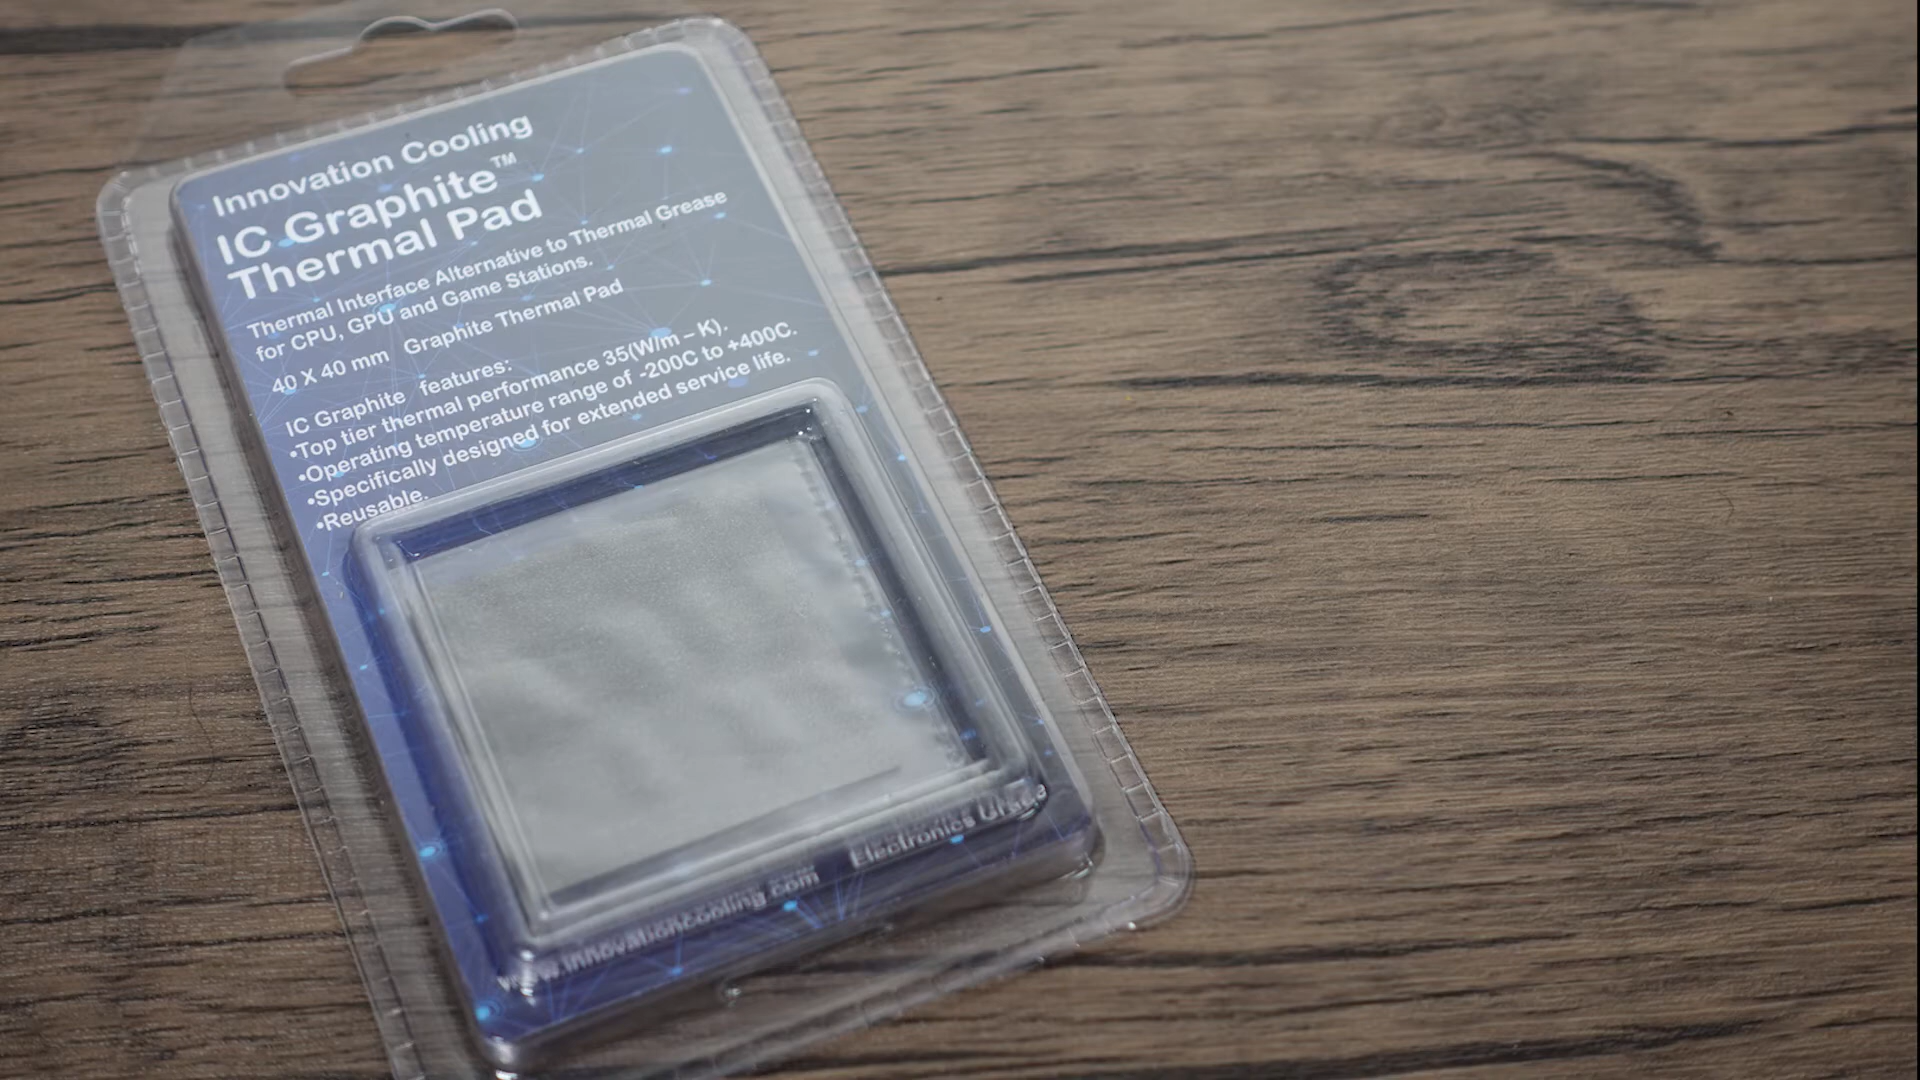 Innovation Cooling
IC Graphite™
Thermal Pad
Thermal Interface Alternative to Thermal Grease
for CPU, GPU and Game Stations.
40 X 40 mm Graphite Thermal Pad
IC Graphite features:
•Top tier thermal performance 35(W/m – K).
•Operating temperature range of -200C to +400C.
•Specifically designed for extended service life.
•Reusable.
www.innovationcooling.com Electronics